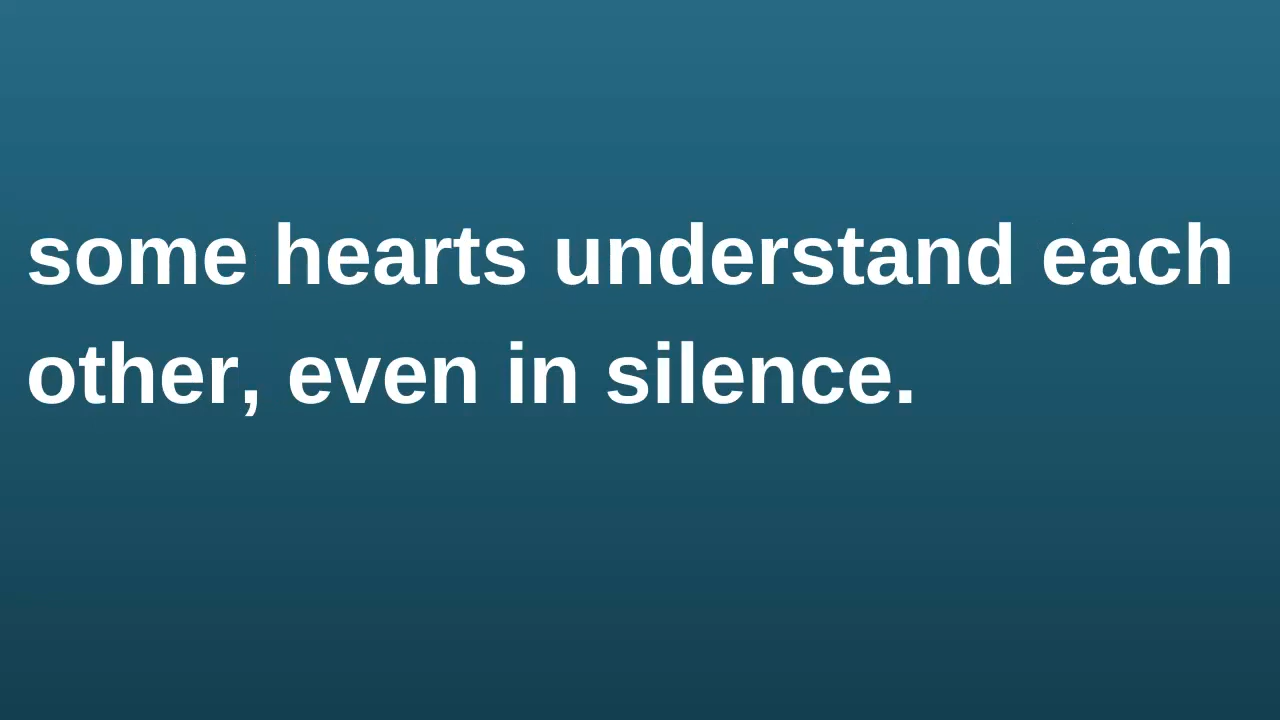 some hearts understand each
other, even in silence.